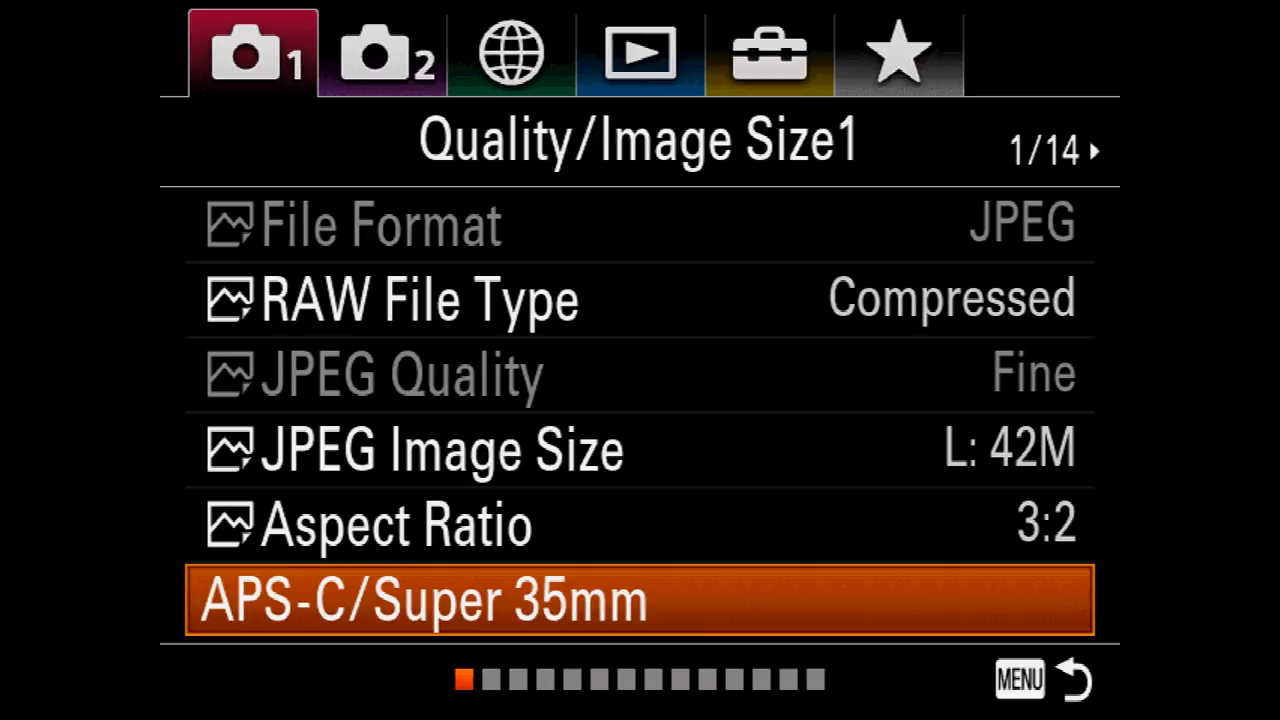 1 2
Quality/Image Size1 1/14
File Format JPEG
RAW File Type Compressed
JPEG Quality Fine
JPEG Image Size L: 42M
Aspect Ratio 3:2
APS-C/Super 35mm
MENU